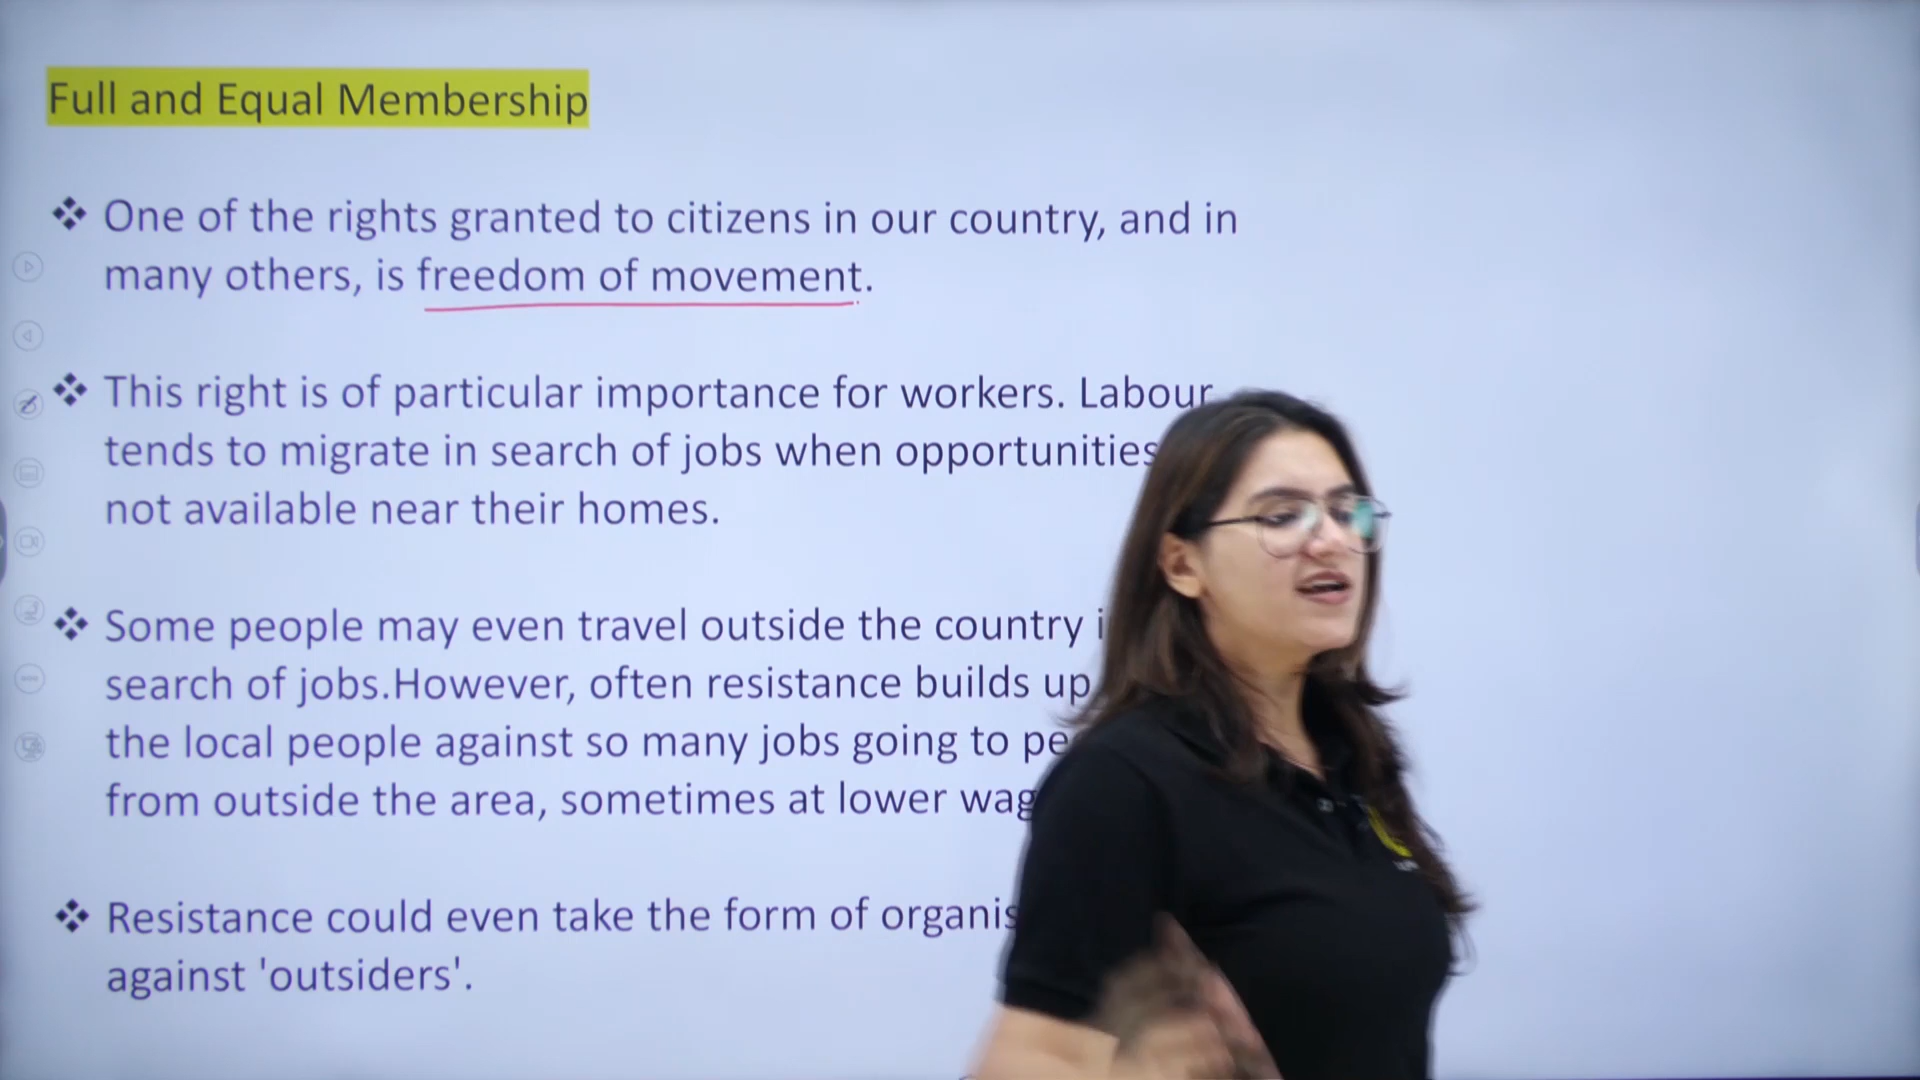 Full and Equal Membership
❖ One of the rights granted to citizens in our country, and in
many others, is freedom of movement.
❖ This right is of particular importance for workers. Labour
tends to migrate in search of jobs when opportunities
not available near their homes.
❖ Some people may even travel outside the country
search of jobs.However, often resistance builds up
the local people against so many jobs going to
from outside the area, sometimes at lower
❖ Resistance could even take the form of
against 'outsiders'.